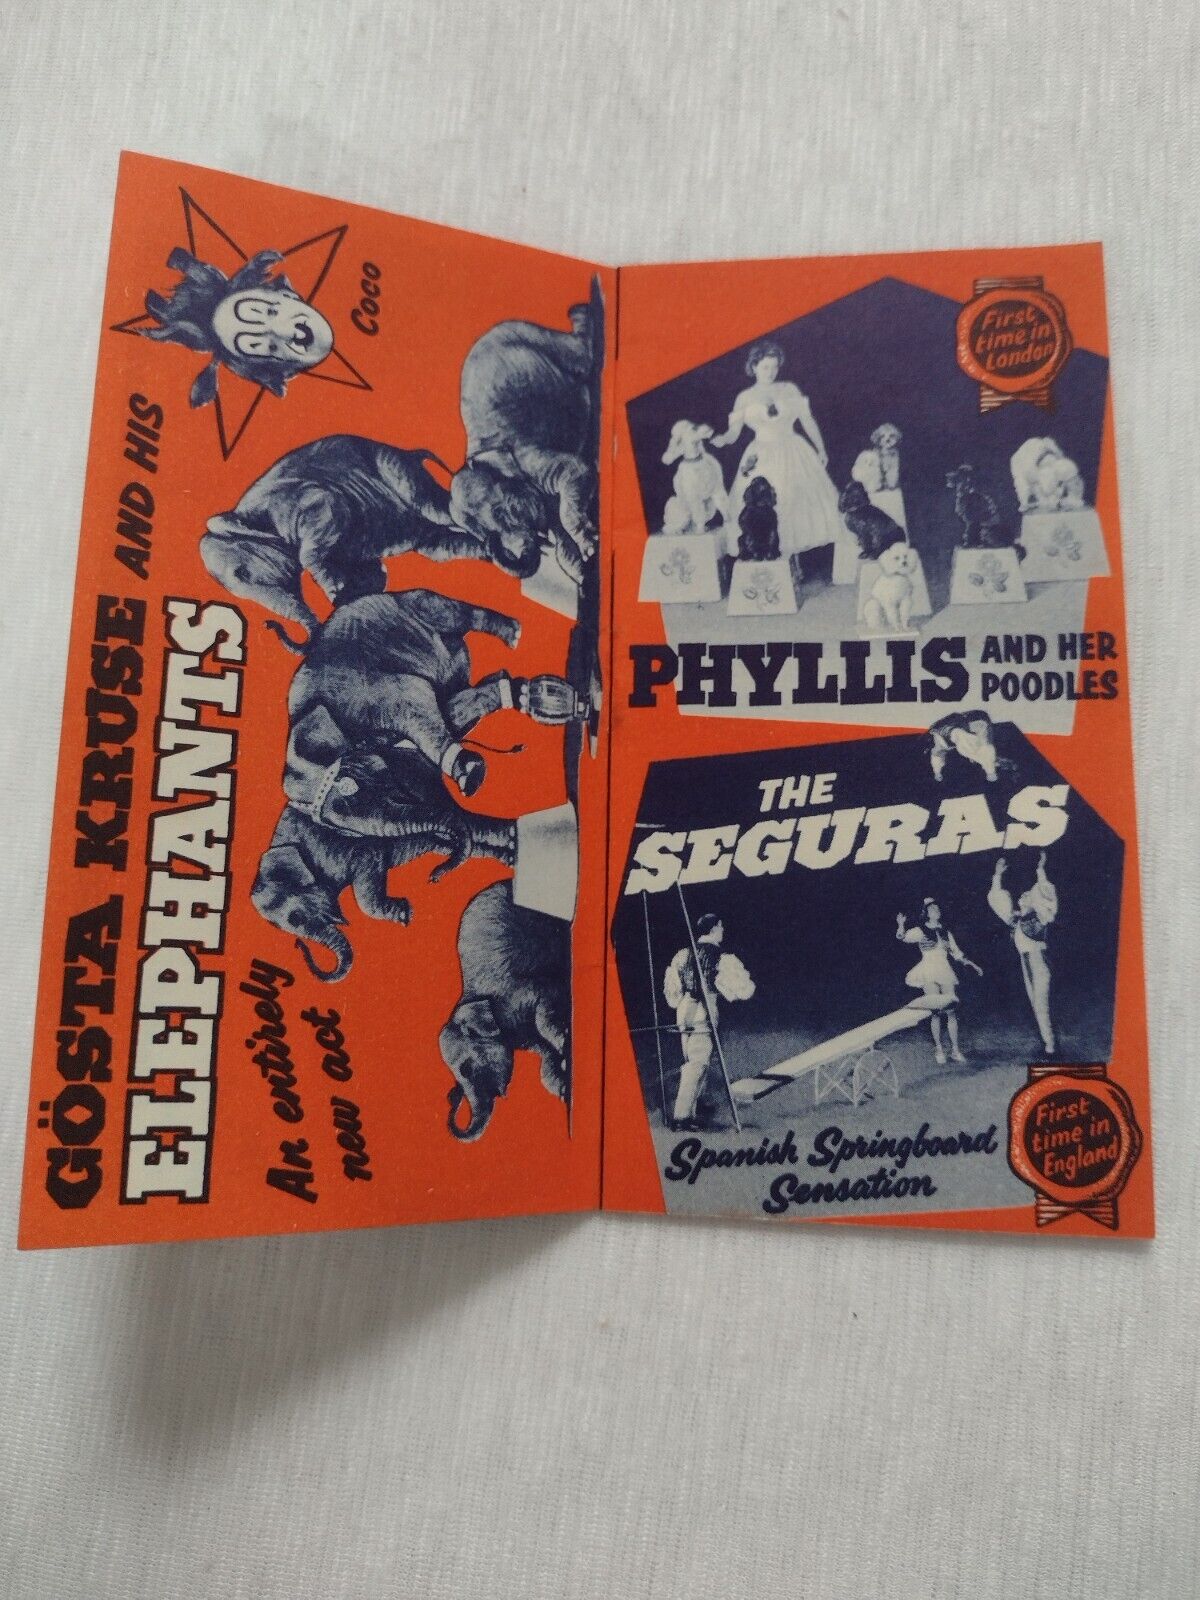 Coco
GÖSTA KRUSE AND HIS
ELEPHANTS
An entirely
new act
First
time in
London
PHYLLIS AND HER
POODLES
THE
SEGURAS
Spanish Springboard
Sensation
First
time in
England